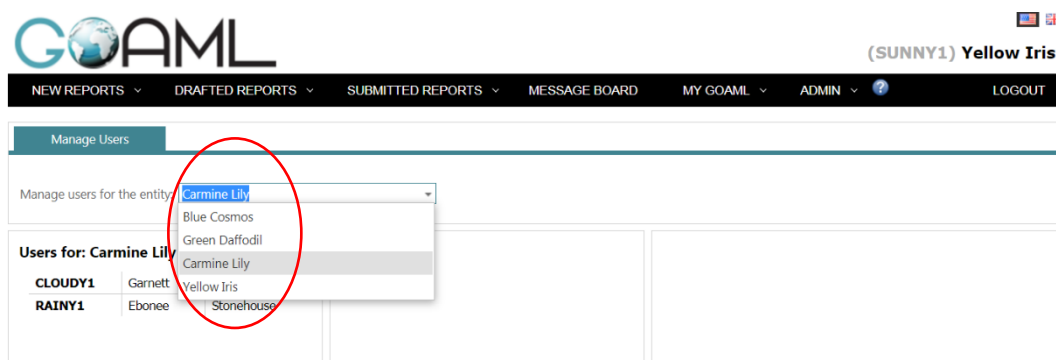 GOAML
(SUNNY1) Yellow Iris
NEW REPORTS DRAFTED REPORTS SUBMITTED REPORTS MESSAGE BOARD MY GOAML ADMIN ? LOGOUT
Manage Users
Manage users for the entity: Carmine Lily
Blue Cosmos
Green Daffodil
Carmine Lily
Yellow Iris
Users for: Carmine Lily
CLOUDY1 Garnett
RAINY1 Ebonee Stonehouse